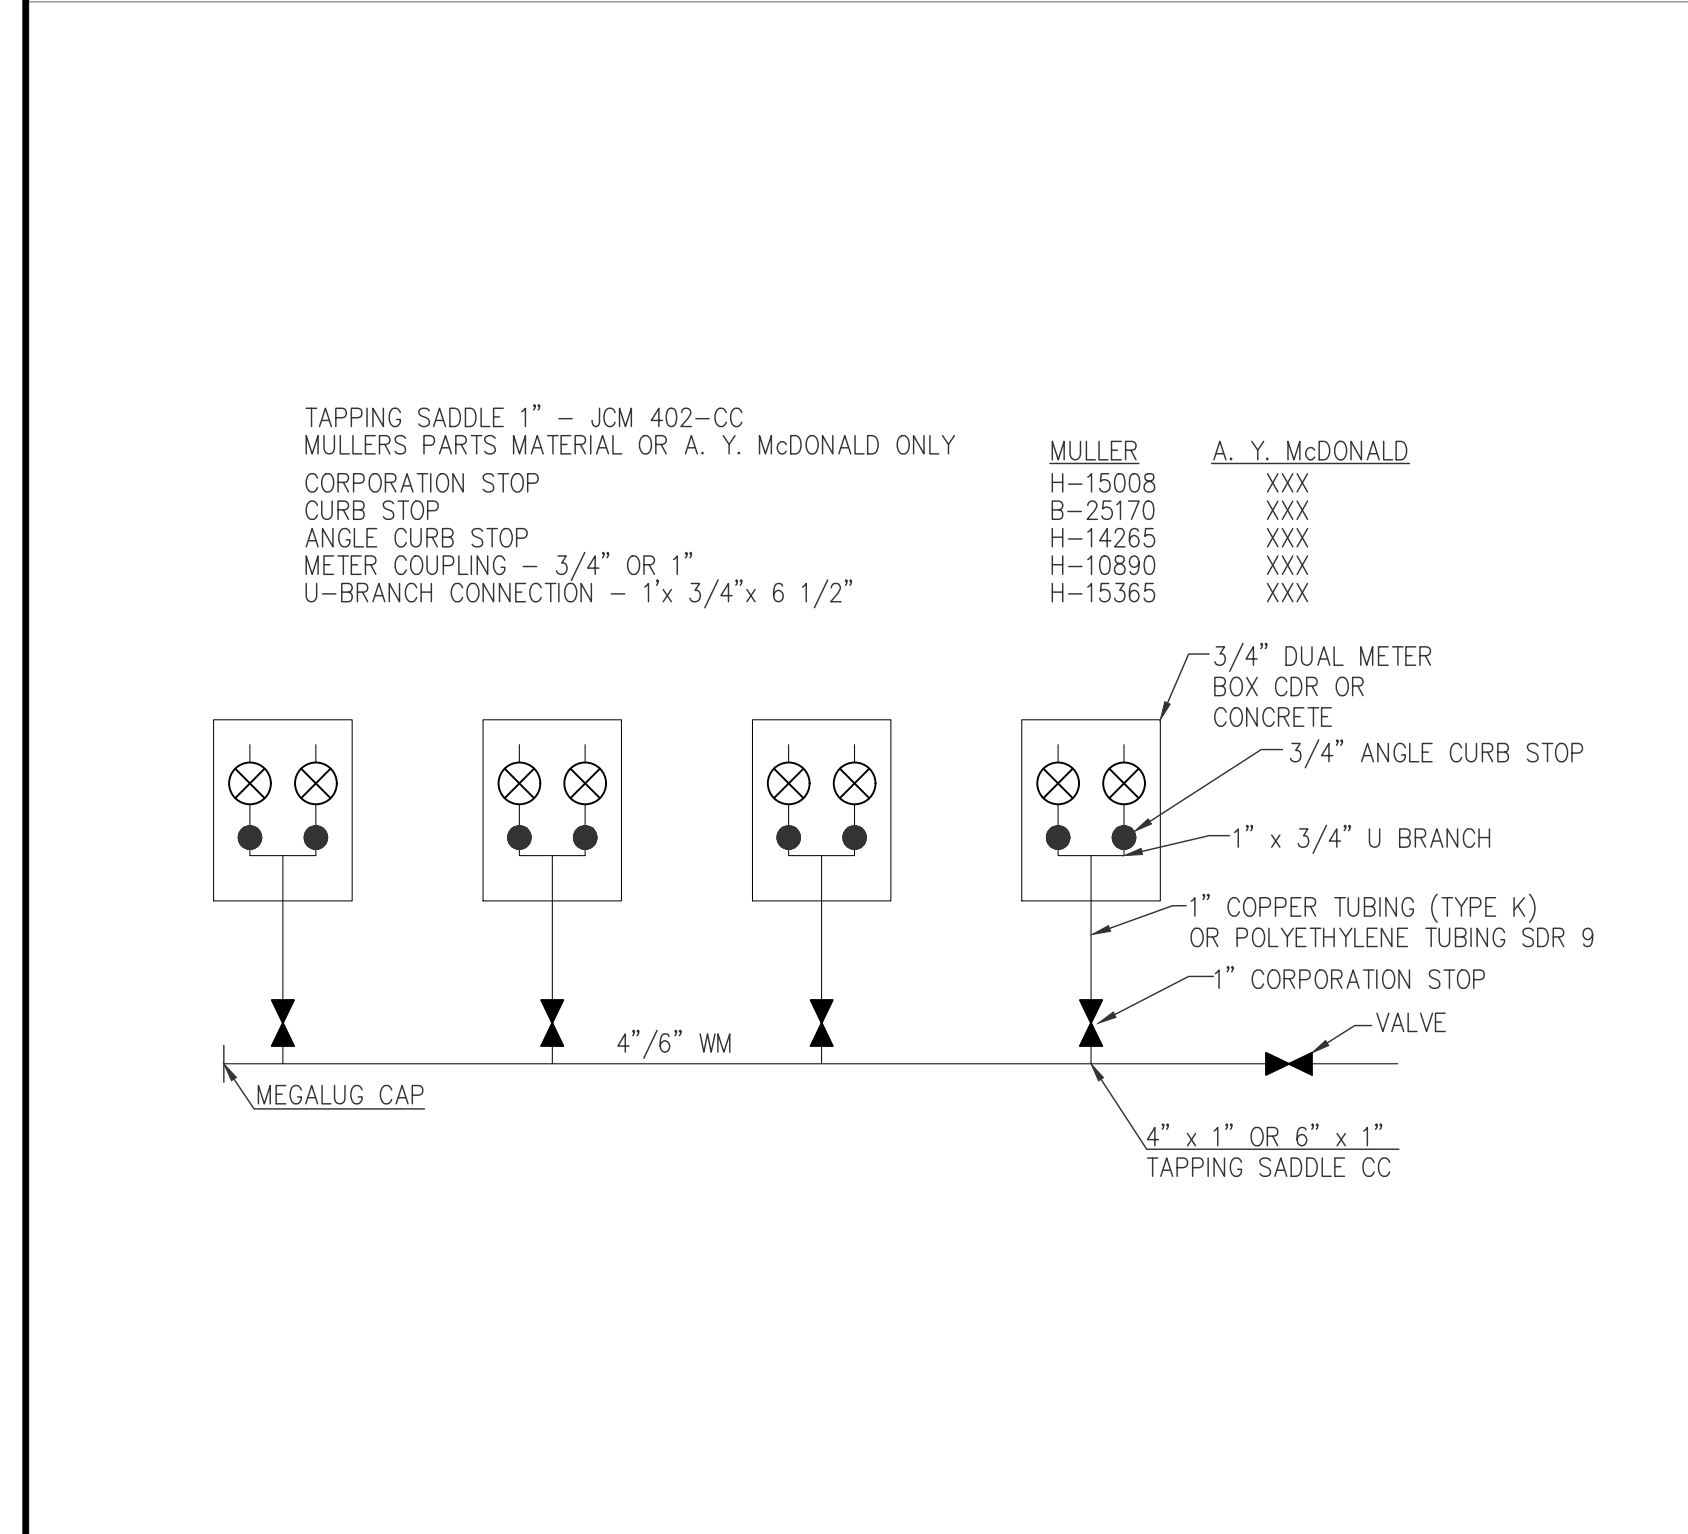 TAPPING SADDLE 1” – JCM 402–CC
MULLERS PARTS MATERIAL OR A. Y. McDONALD ONLY
MULLER A. Y. McDONALD
CORPORATION STOP H–15008 XXX
CURB STOP B–25170 XXX
ANGLE CURB STOP H–14265 XXX
METER COUPLING – 3/4” OR 1” H–10890 XXX
U–BRANCH CONNECTION – 1’x 3/4”x 6 1/2” H–15365 XXX
3/4” DUAL METER
BOX CDR OR
CONCRETE
3/4” ANGLE CURB STOP
1” x 3/4” U BRANCH
1” COPPER TUBING (TYPE K)
OR POLYETHYLENE TUBING SDR 9
1” CORPORATION STOP
VALVE
4”/6” WM
MEGALUG CAP
4” x 1” OR 6” x 1”
TAPPING SADDLE CC